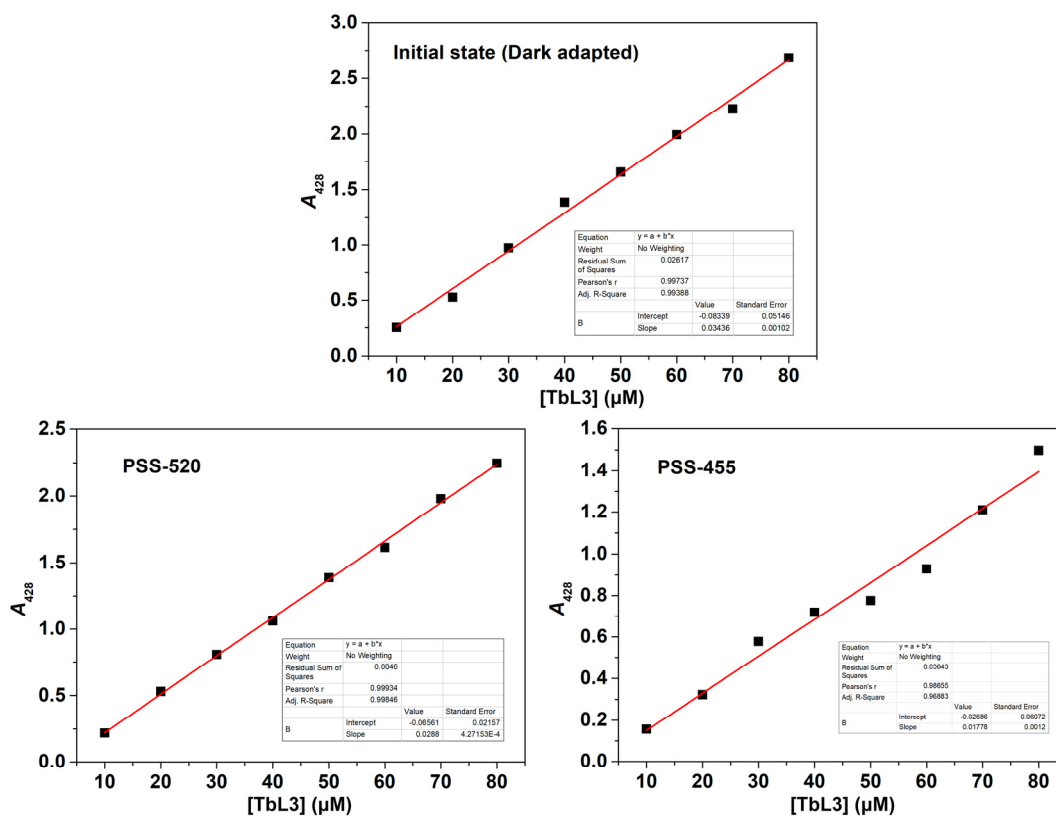 Initial state (Dark adapted)
A428
3.0
2.5
2.0
1.5
1.0
0.5
0.0
Equation y = a + b*x
Weight No Weighting
Residual Sum of Squares 0.02617
Pearson's r 0.99737
Adj. R-Square 0.99388
Value Standard Error
B Intercept -0.08339 0.05146
Slope 0.03436 0.00102
10 20 30 40 50 60 70 80
[TbL3] (µM)
PSS-520
A428
2.5
2.0
1.5
1.0
0.5
0.0
Equation y = a + b*x
Weight No Weighting
Residual Sum of Squares 0.0040
Pearson's r 0.99934
Adj. R-Square 0.99846
Value Standard Error
B Intercept -0.06561 0.02157
Slope 0.0288 4.27153E-4
10 20 30 40 50 60 70 80
[TbL3] (µM)
PSS-455
A428
1.6
1.4
1.2
1.0
0.8
0.6
0.4
0.2
0.0
Equation y = a + b*x
Weight No Weighting
Residual Sum of Squares
Pearson's r 0.98655
Adj. R-Square 0.96883
Value Standard Error
B Intercept -0.02686 0.06072
Slope 0.01778 0.0012
10 20 30 40 50 60 70 80
[TbL3] (µM)